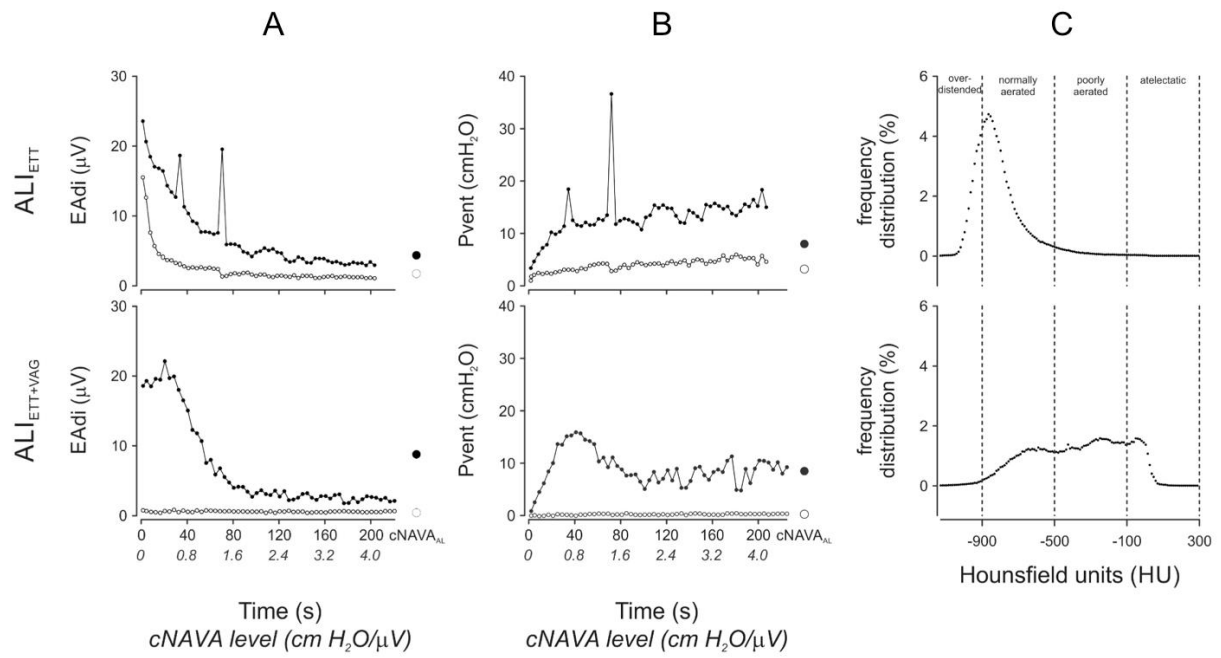 A
B
C
ALI_ETT
EAdi (μV)
30
20
10
0
Pvent (cmH₂O)
40
30
20
10
0
frequency
distribution (%)
6
4
2
0
over-
distended
normally
aerated
poorly
aerated
atelectatic
ALI_ETT+VAG
EAdi (μV)
30
20
10
0
0 40 80 120 160 200 cNAVA_AL
0 0.8 1.6 2.4 3.2 4.0
Time (s)
cNAVA level (cm H₂O/μV)
Pvent (cmH₂O)
40
30
20
10
0
0 40 80 120 160 200 cNAVA_AL
0 0.8 1.6 2.4 3.2 4.0
Time (s)
cNAVA level (cm H₂O/μV)
frequency
distribution (%)
6
4
2
0
-900 -500 -100 300
Hounsfield units (HU)